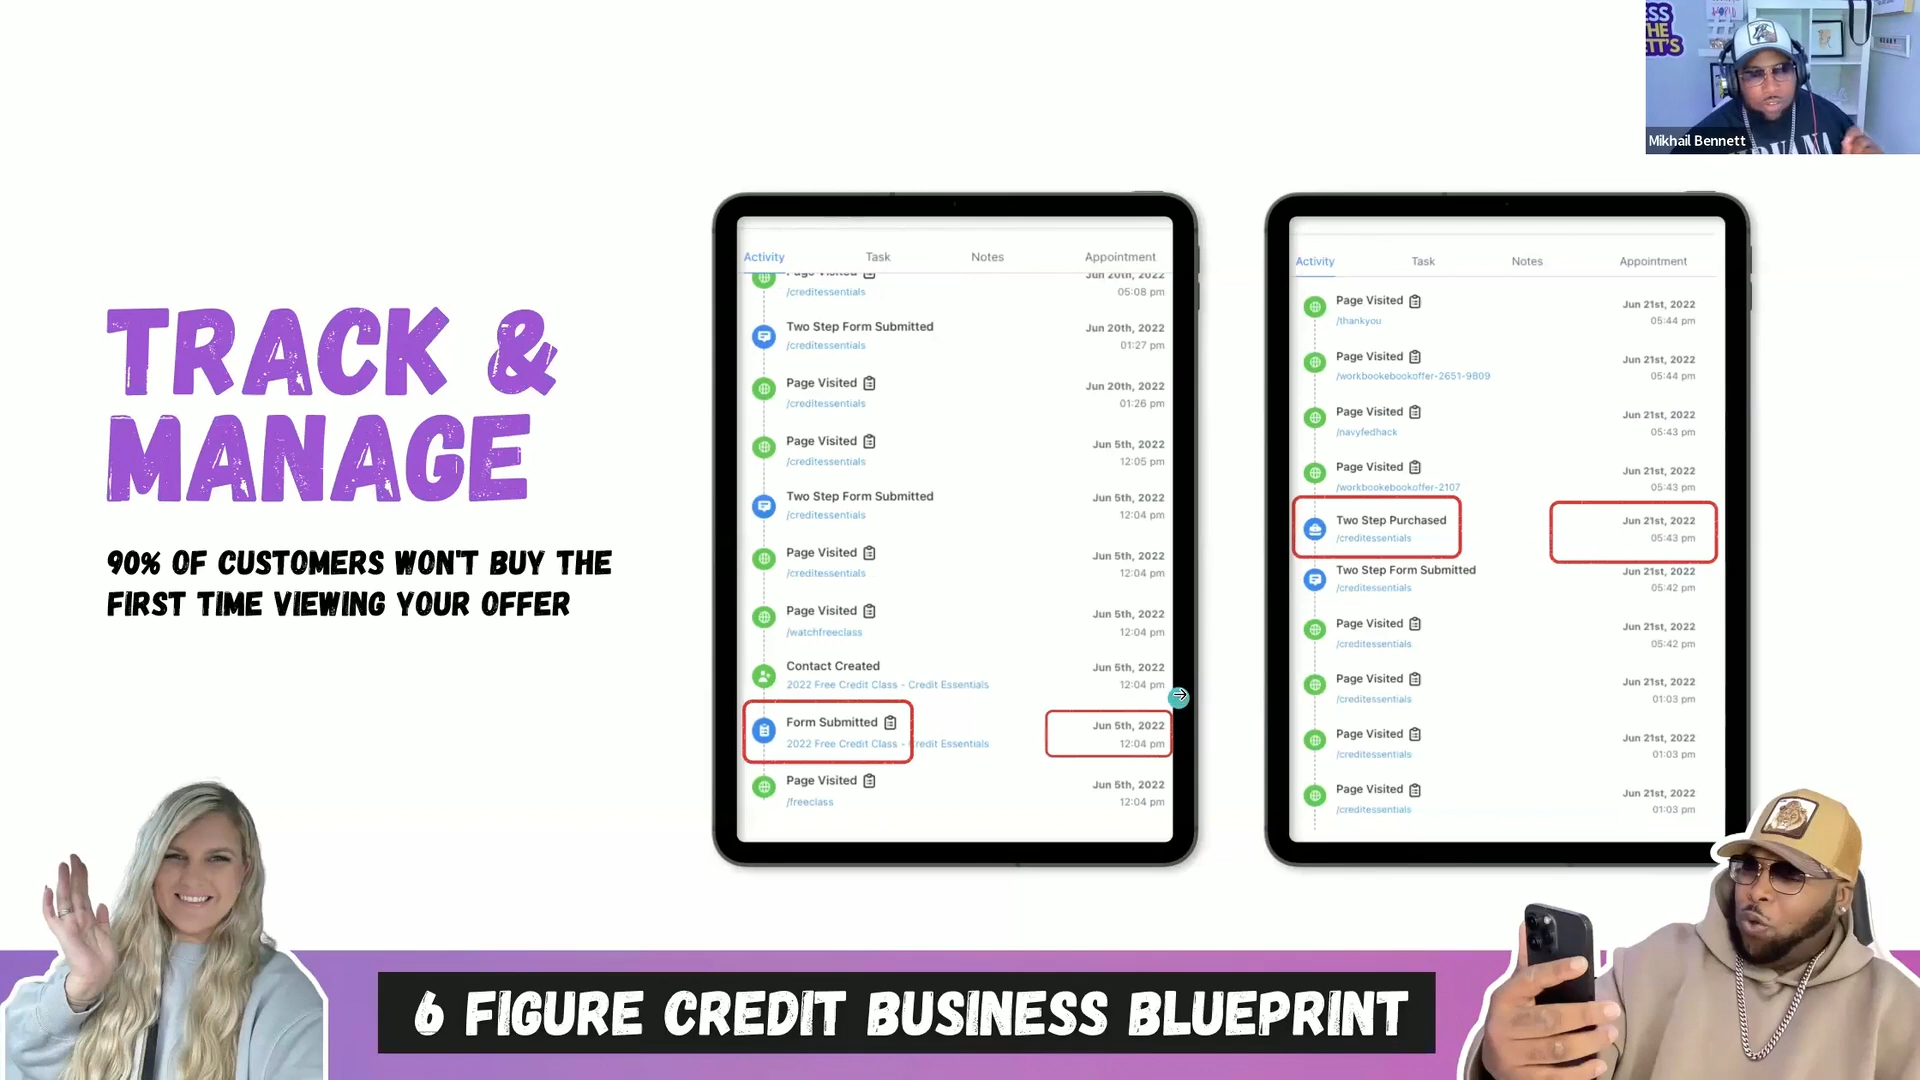 ESS
THE
ETT'S
WORLD
Mikhail Bennett
NIRVANA
TRACK &
MANAGE
90% OF CUSTOMERS WON'T BUY THE
FIRST TIME VIEWING YOUR OFFER
Activity Task Notes Appointment
Page Visited Jun 20th, 2022
/creditessentials 05:08 pm
Two Step Form Submitted Jun 20th, 2022
/creditessentials 01:27 pm
Page Visited Jun 20th, 2022
/creditessentials 01:26 pm
Page Visited Jun 5th, 2022
/creditessentials 12:05 pm
Two Step Form Submitted Jun 5th, 2022
/creditessentials 12:04 pm
Page Visited Jun 5th, 2022
/creditessentials 12:04 pm
Page Visited Jun 5th, 2022
/watchfreeclass 12:04 pm
Contact Created Jun 5th, 2022
2022 Free Credit Class - Credit Essentials 12:04 pm
Form Submitted Jun 5th, 2022
2022 Free Credit Class - Credit Essentials 12:04 pm
Page Visited Jun 5th, 2022
/freeclass 12:04 pm
Activity Task Notes Appointment
Page Visited Jun 21st, 2022
/thankyou 05:44 pm
Page Visited Jun 21st, 2022
/workbookebookoffer-2651-9809 05:44 pm
Page Visited Jun 21st, 2022
/navyfedhack 05:43 pm
Page Visited Jun 21st, 2022
/workbookebookoffer-2107 05:43 pm
Two Step Purchased Jun 21st, 2022
/creditessentials 05:43 pm
Two Step Form Submitted Jun 21st, 2022
/creditessentials 05:42 pm
Page Visited Jun 21st, 2022
/creditessentials 05:42 pm
Page Visited Jun 21st, 2022
/creditessentials 01:03 pm
Page Visited Jun 21st, 2022
/creditessentials 01:03 pm
Page Visited Jun 21st, 2022
/creditessentials 01:03 pm
6 FIGURE CREDIT BUSINESS BLUEPRINT